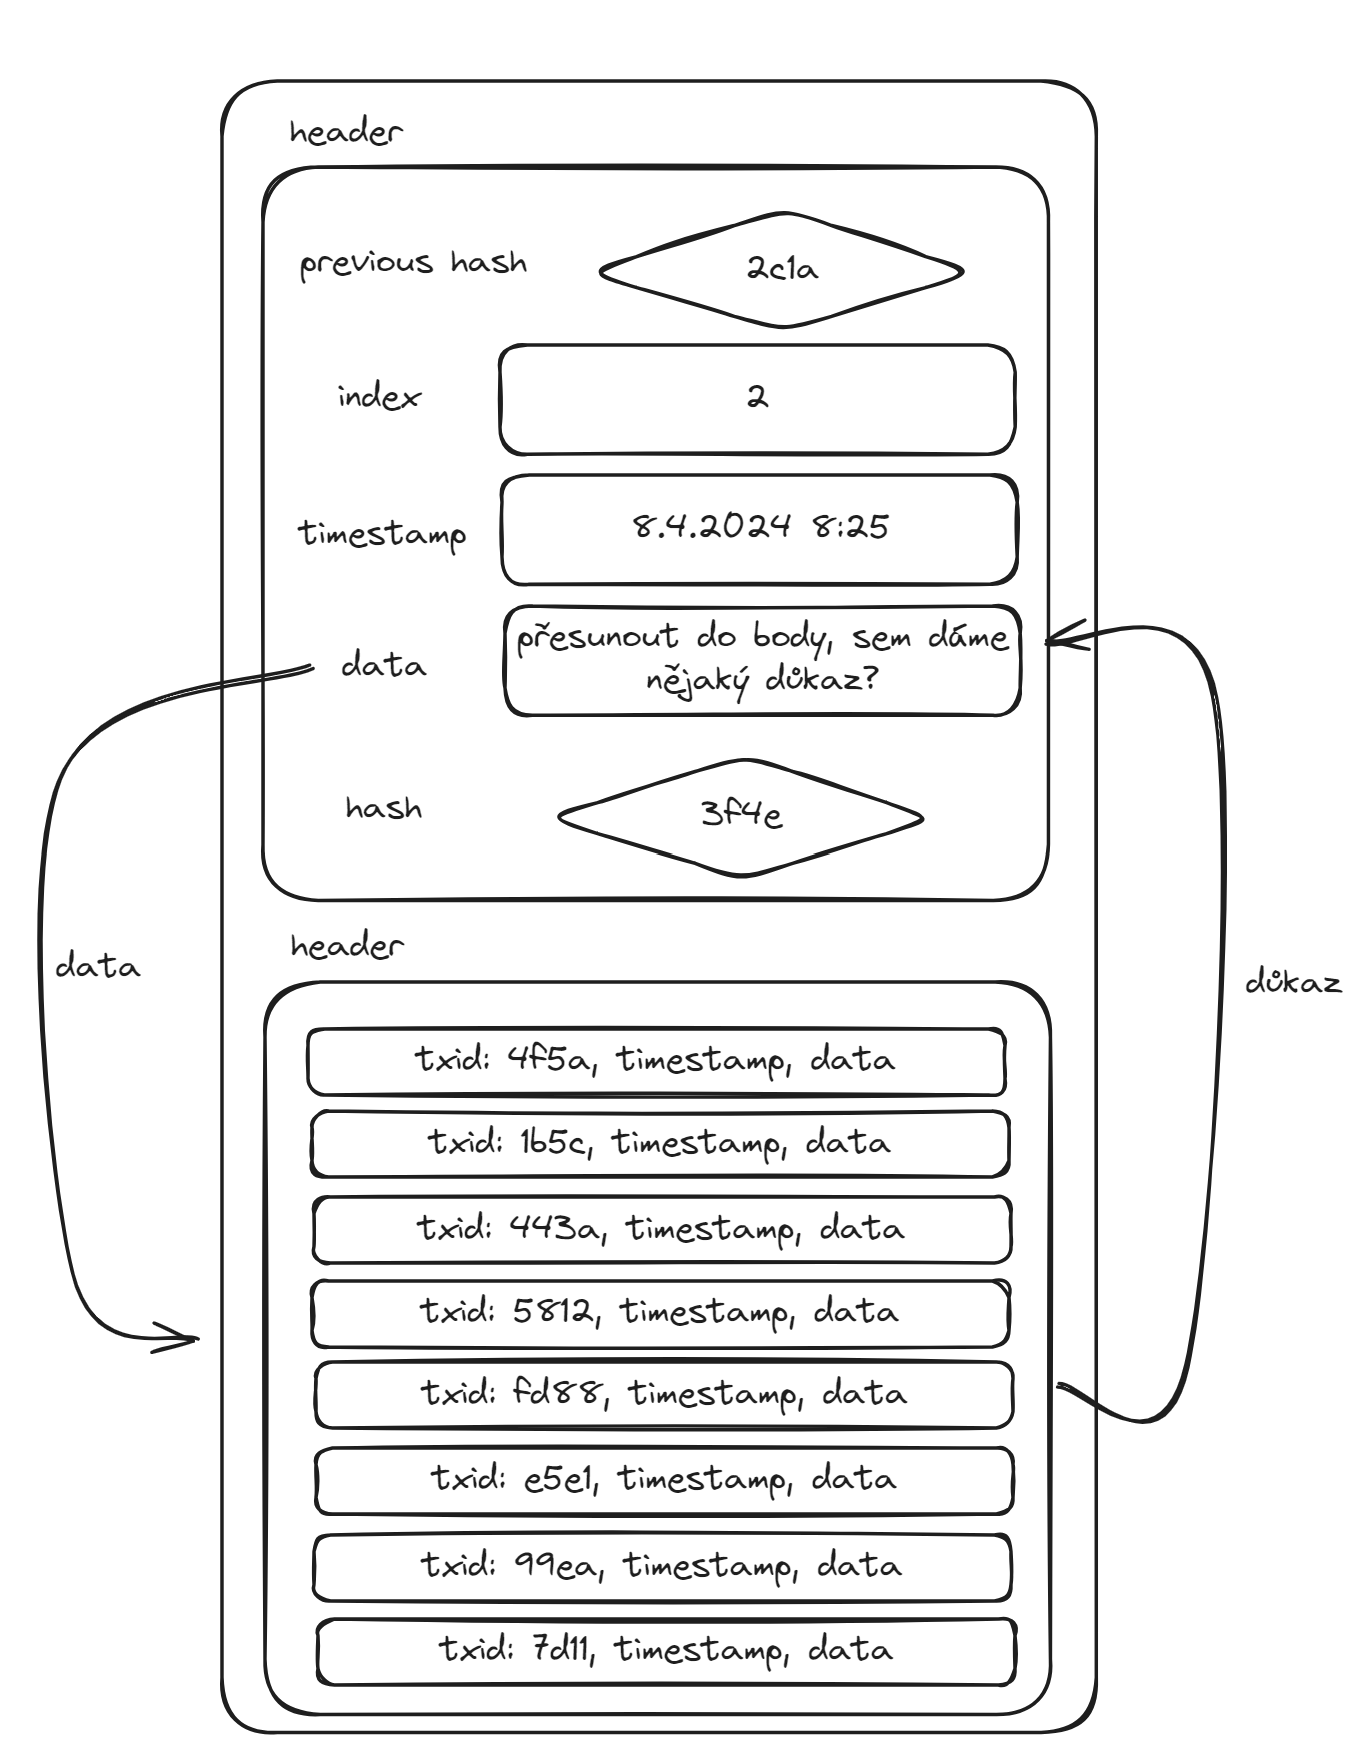 header
previous hash
2c1a
index
2
timestamp
8.4.2024 8:25
data
přesunout do body, sem dáme
nějaký důkaz?
hash
3f4e
header
data
důkaz
txid: 4f5a, timestamp, data
txid: 1b5c, timestamp, data
txid: 443a, timestamp, data
txid: 5812, timestamp, data
txid: fd88, timestamp, data
txid: e5e1, timestamp, data
txid: 99ea, timestamp, data
txid: 7d11, timestamp, data